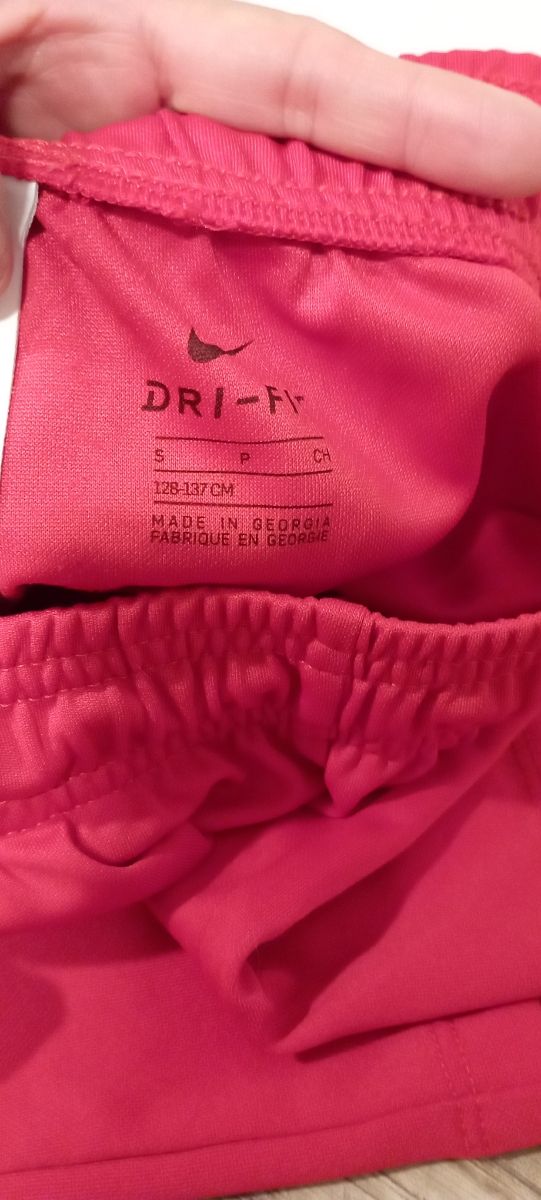 DRI-FIT
S P CH
128-137 CM
MADE IN GEORGIA
FABRIQUE EN GEORGIE